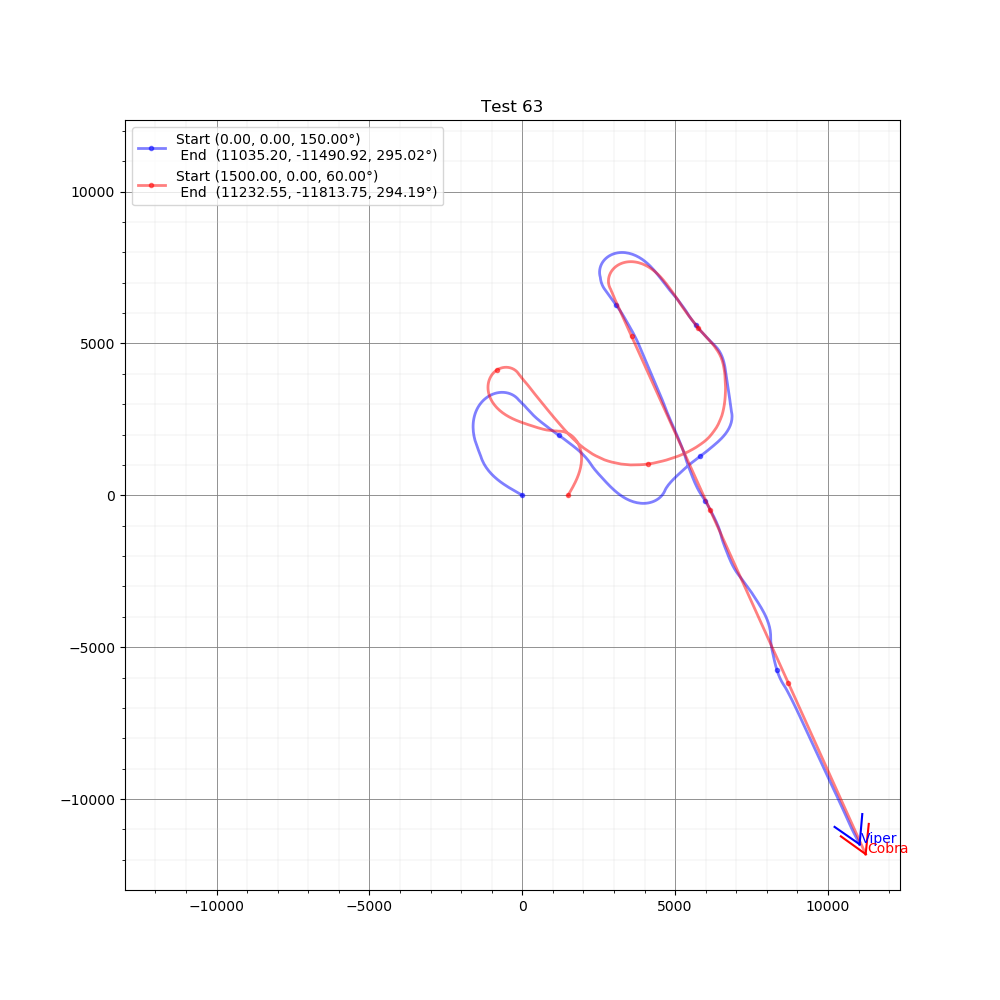 Test 63
Start (0.00, 0.00, 150.00°)
End (11035.20, -11490.92, 295.02°)
Start (1500.00, 0.00, 60.00°)
End (11232.55, -11813.75, 294.19°)
10000
5000
0
−5000
−10000
Viper
Cobra
−10000 −5000 0 5000 10000